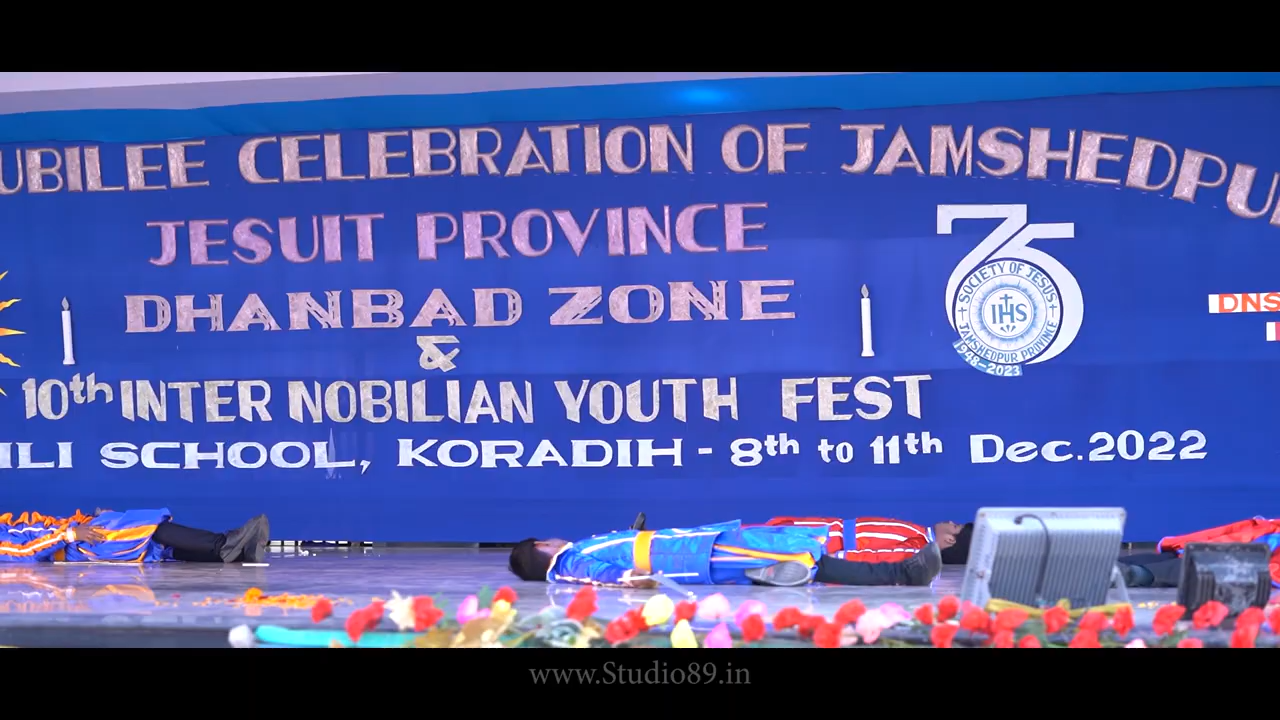 UBILEE CELEBRATION OF JAMSHEDPU
JESUIT PROVINCE
DHANBAD ZONE
&
10th INTER NOBILIAN YOUTH FEST
ILI SCHOOL, KORADIH - 8th to 11th Dec. 2022
75
SOCIETY OF JESUS
IHS
JAMSHEDPUR PROVINCE
1948-2023
DNS
www.Studio89.in